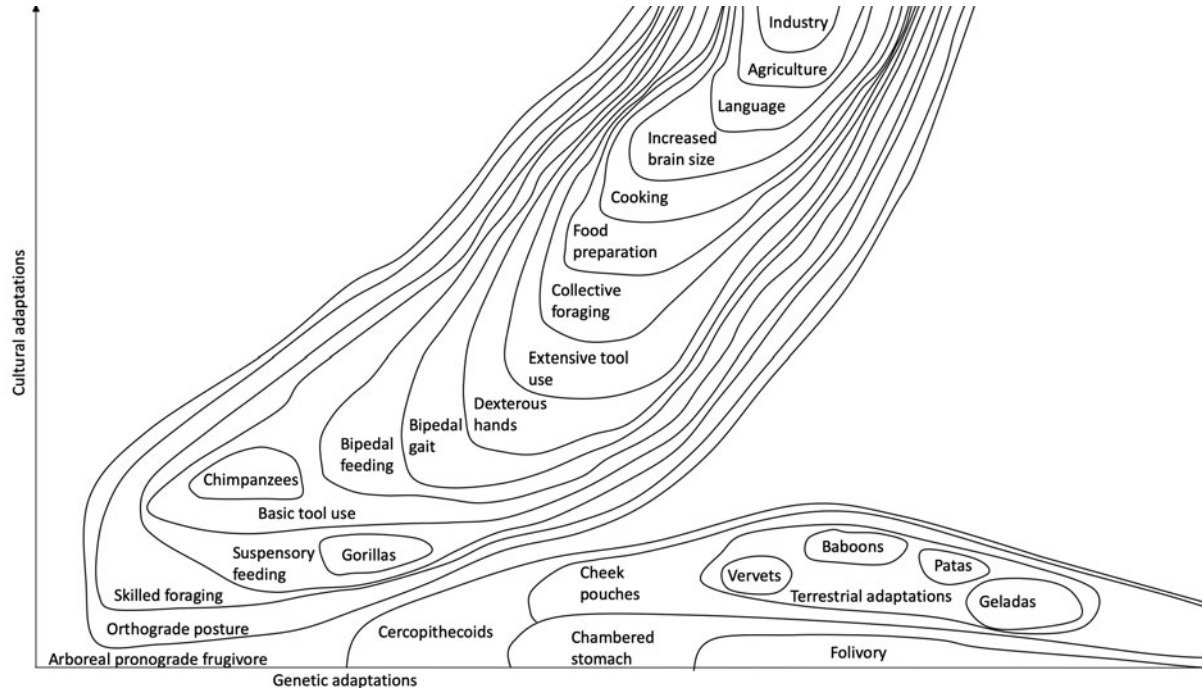 Industry
Agriculture
Language
Increased
brain size
Cooking
Food
preparation
Collective
foraging
Extensive tool
use
Dexterous
hands
Bipedal
gait
Bipedal
feeding
Chimpanzees
Basic tool use
Suspensory
feeding
Gorillas
Skilled foraging
Orthograde posture
Arboreal pronograde frugivore
Cercopithecoids
Cheek
pouches
Chambered
stomach
Folivory
Vervets
Baboons
Patas
Geladas
Terrestrial adaptations
Cultural adaptations
Genetic adaptations